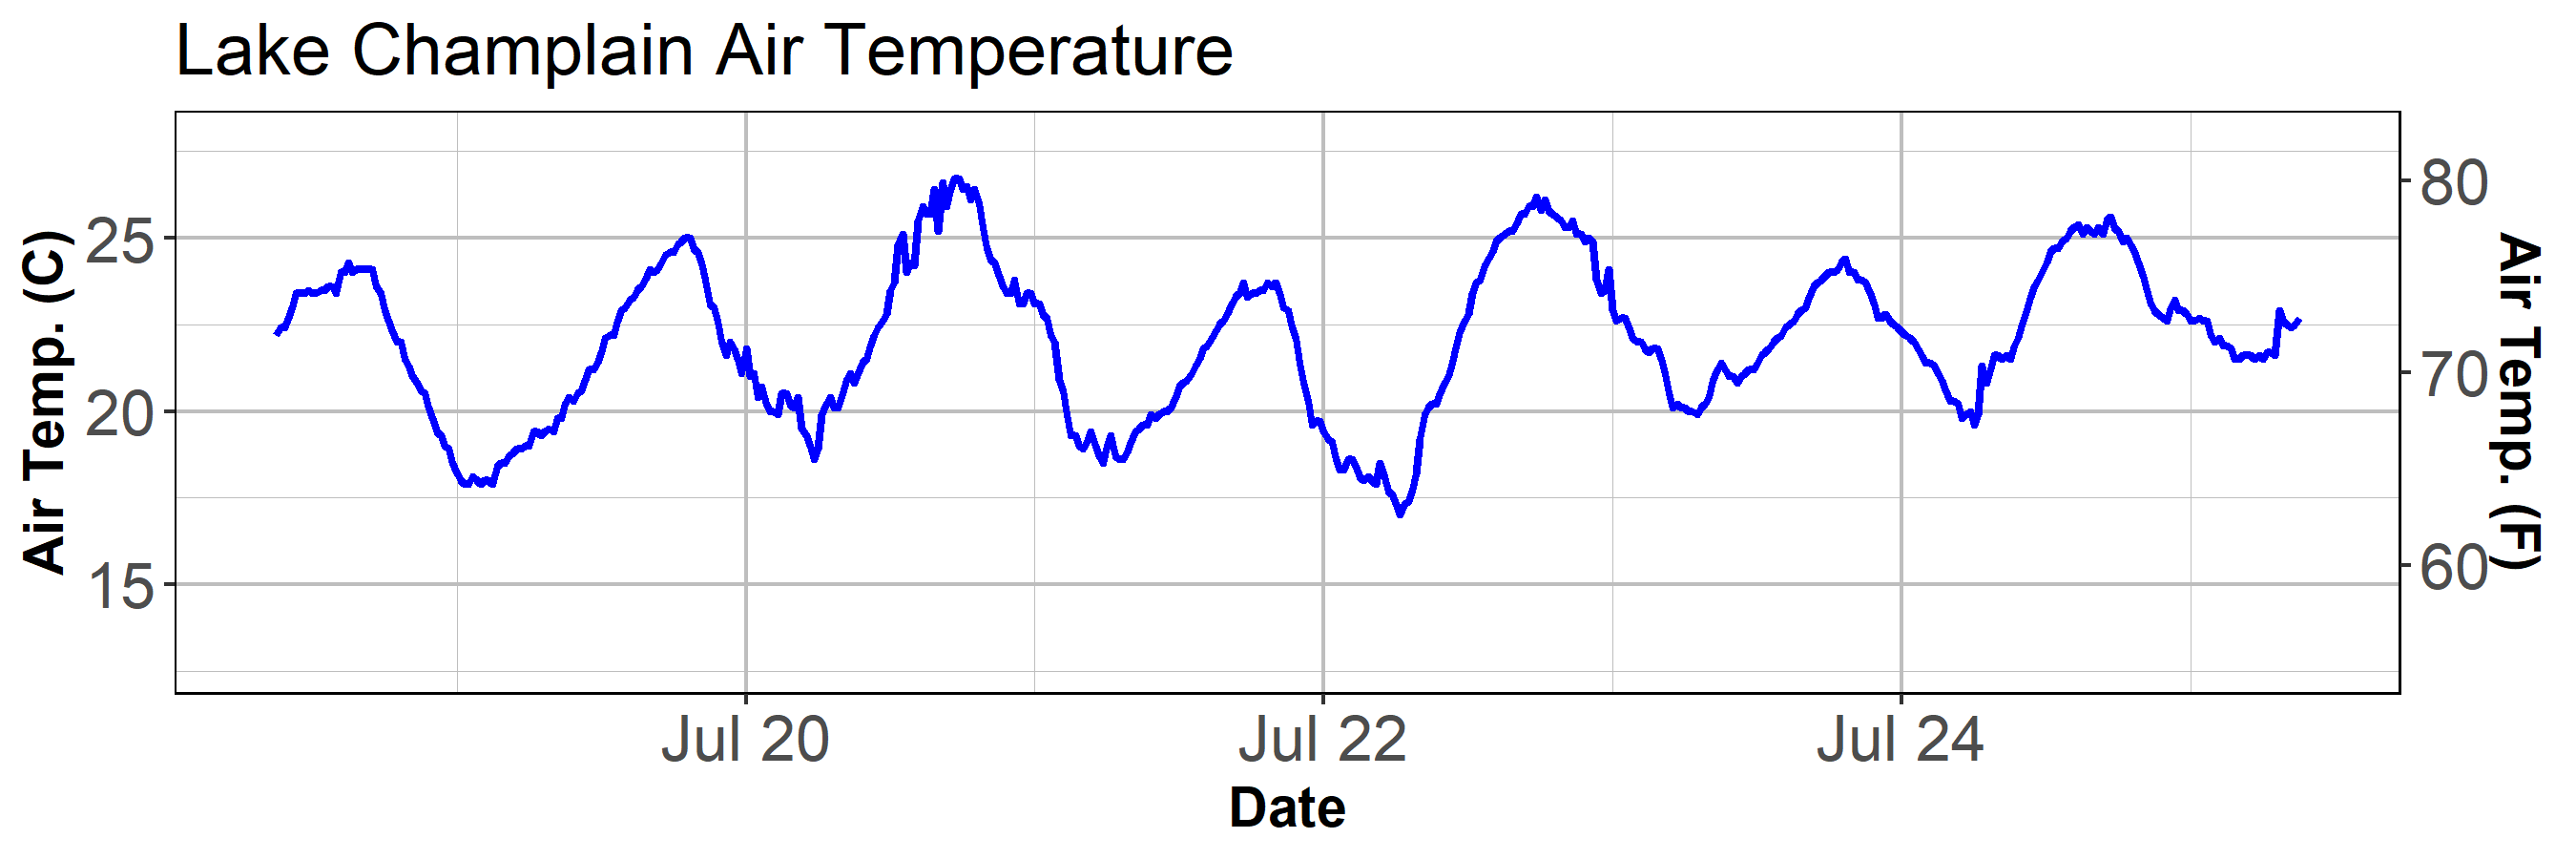 Lake Champlain Air Temperature
Air Temp. (C)
25
20
15
80
70
60
Air Temp. (F)
Jul 20 Jul 22 Jul 24
Date